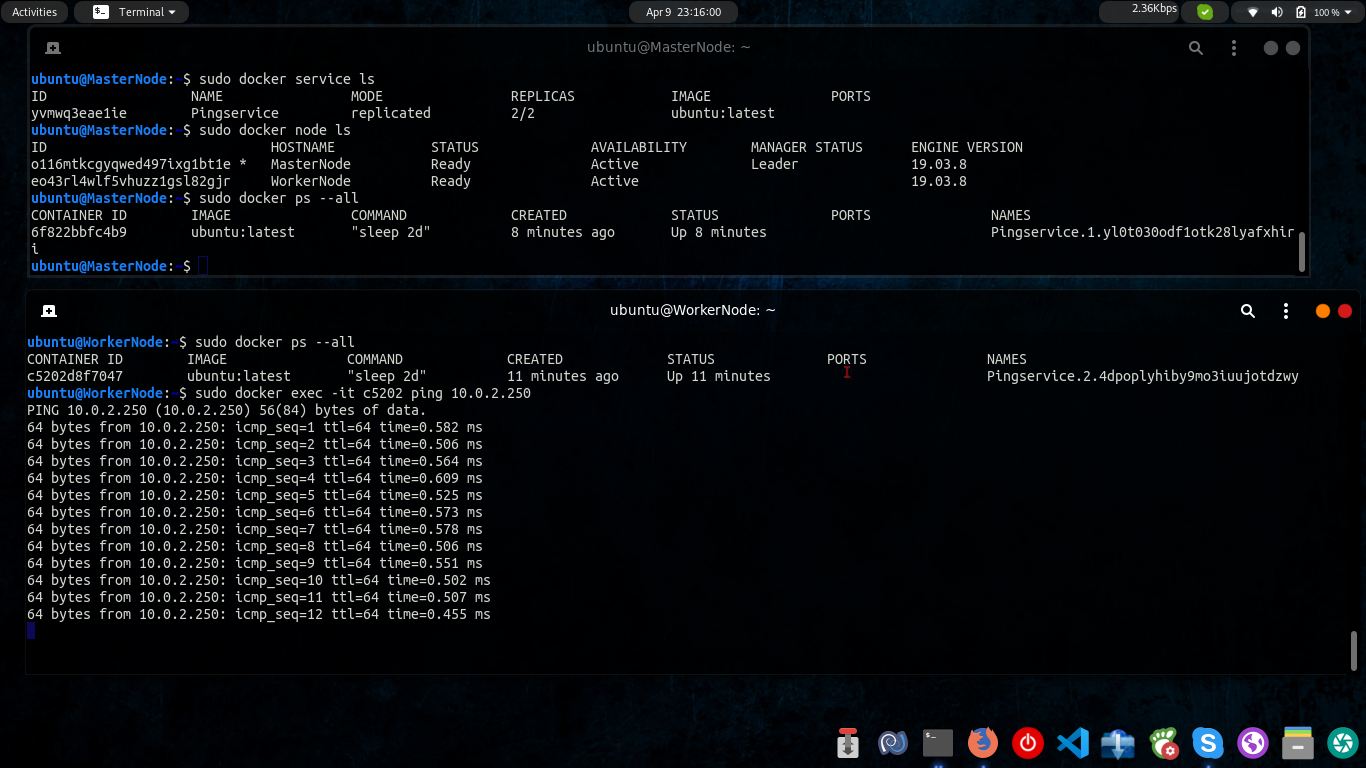 Activities Terminal Apr 9 23:16:00 2.36Kbps 100 %
ubuntu@MasterNode: ~
ubuntu@MasterNode:~$ sudo docker service ls
ID NAME MODE REPLICAS IMAGE PORTS
yvmwq3eae1ie Pingservice replicated 2/2 ubuntu:latest
ubuntu@MasterNode:~$ sudo docker node ls
ID HOSTNAME STATUS AVAILABILITY MANAGER STATUS ENGINE VERSION
o116mtkcgyqwed497ixg1bt1e * MasterNode Ready Active Leader 19.03.8
eo43rl4wlf5vhuzz1gsl82gjr WorkerNode Ready Active 19.03.8
ubuntu@MasterNode:~$ sudo docker ps --all
CONTAINER ID IMAGE COMMAND CREATED STATUS PORTS NAMES
6f822bbfc4b9 ubuntu:latest "sleep 2d" 8 minutes ago Up 8 minutes Pingservice.1.yl0t030odf1otk28lyafxhir
i
ubuntu@MasterNode:~$
ubuntu@WorkerNode: ~
ubuntu@WorkerNode:~$ sudo docker ps --all
CONTAINER ID IMAGE COMMAND CREATED STATUS PORTS NAMES
c5202d8f7047 ubuntu:latest "sleep 2d" 11 minutes ago Up 11 minutes Pingservice.2.4dpoplyhiby9mo3iuujotdzwy
ubuntu@WorkerNode:~$ sudo docker exec -it c5202 ping 10.0.2.250
PING 10.0.2.250 (10.0.2.250) 56(84) bytes of data.
64 bytes from 10.0.2.250: icmp_seq=1 ttl=64 time=0.582 ms
64 bytes from 10.0.2.250: icmp_seq=2 ttl=64 time=0.506 ms
64 bytes from 10.0.2.250: icmp_seq=3 ttl=64 time=0.564 ms
64 bytes from 10.0.2.250: icmp_seq=4 ttl=64 time=0.609 ms
64 bytes from 10.0.2.250: icmp_seq=5 ttl=64 time=0.525 ms
64 bytes from 10.0.2.250: icmp_seq=6 ttl=64 time=0.573 ms
64 bytes from 10.0.2.250: icmp_seq=7 ttl=64 time=0.578 ms
64 bytes from 10.0.2.250: icmp_seq=8 ttl=64 time=0.506 ms
64 bytes from 10.0.2.250: icmp_seq=9 ttl=64 time=0.551 ms
64 bytes from 10.0.2.250: icmp_seq=10 ttl=64 time=0.502 ms
64 bytes from 10.0.2.250: icmp_seq=11 ttl=64 time=0.507 ms
64 bytes from 10.0.2.250: icmp_seq=12 ttl=64 time=0.455 ms